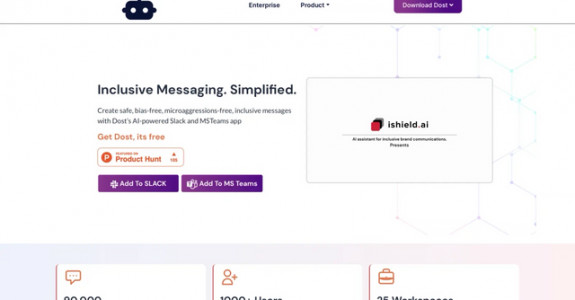 Enterprise
Product
Download Dost
Inclusive Messaging. Simplified.
Create safe, bias-free, microaggressions-free, inclusive messages
with Dost's AI-powered Slack and MSTeams app
Get Dost, its free
FEATURED ON
Product Hunt
Add To SLACK
Add To MS Teams
ishield.ai
AI assistant for inclusive brand communications.
Presents
1000+ Users
25 Workspaces